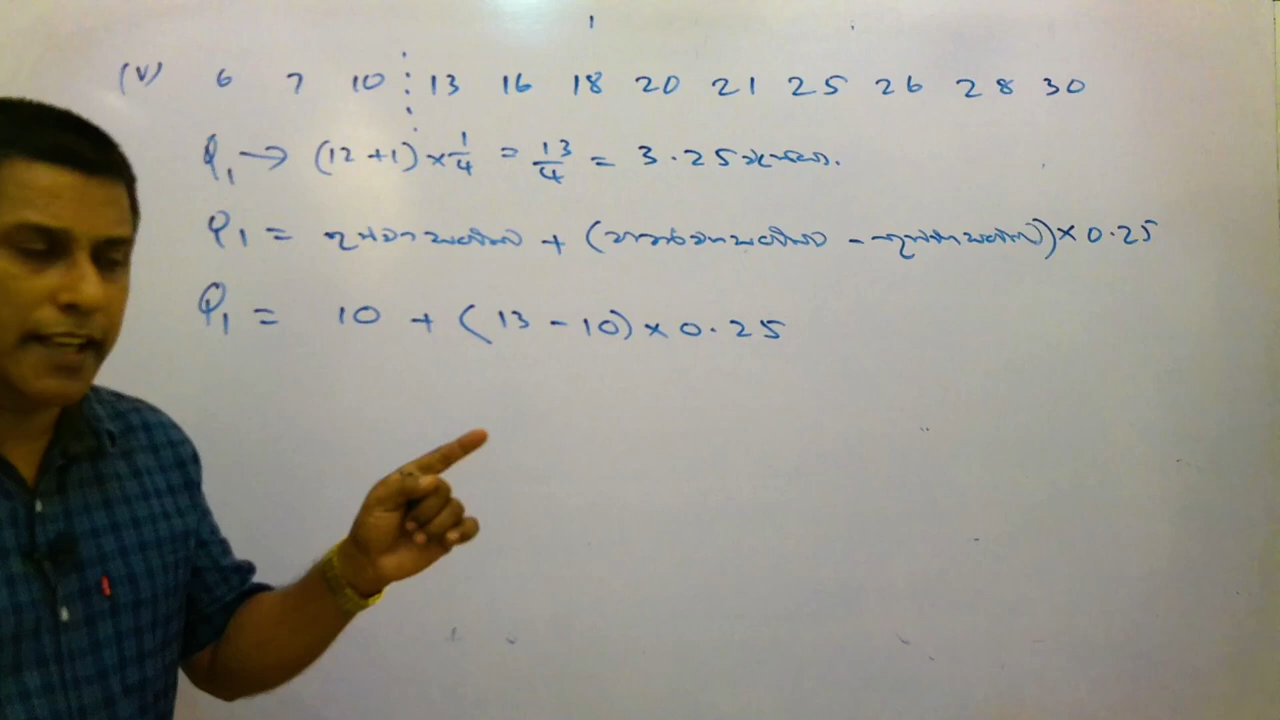 (V) 6 7 10 13 16 18 20 21 25 26 28 30
Q₁ → (12 + 1) × 1/4 = 13/4 = 3.25
Q₁ = + ( - ) × 0.25
Q₁ = 10 + (13 - 10) × 0.25